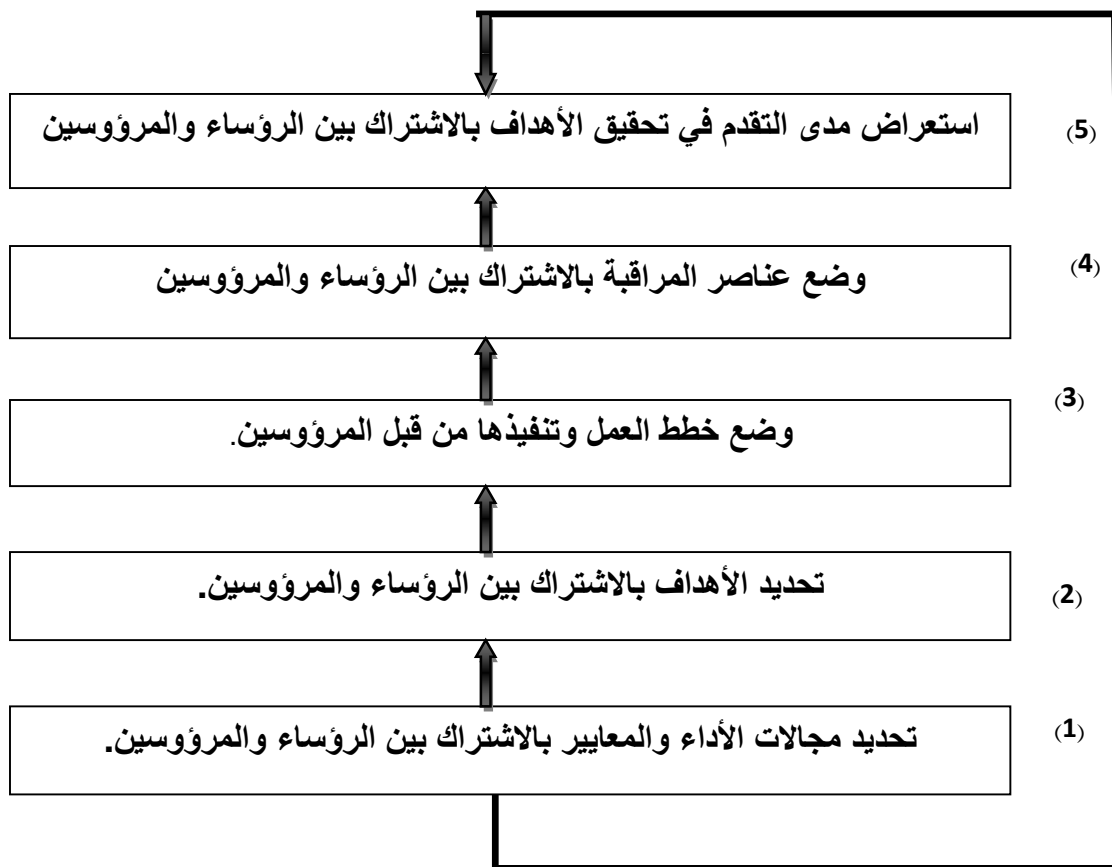 استعراض مدى التقدم في تحقيق الأهداف بالاشتراك بين الرؤساء والمرؤوسين
(5)
وضع عناصر المراقبة بالاشتراك بين الرؤساء والمرؤوسين
(4)
وضع خطط العمل وتنفيذها من قبل المرؤوسين.
(3)
تحديد الأهداف بالاشتراك بين الرؤساء والمرؤوسين.
(2)
تحديد مجالات الأداء والمعايير بالاشتراك بين الرؤساء والمرؤوسين.
(1)